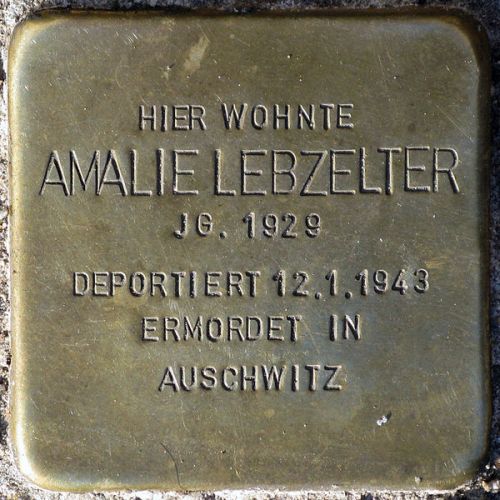 HIER WOHNTE
AMALIE LEBZELTER
JG. 1929
DEPORTIERT 12.1.1943
ERMORDET IN
AUSCHWITZ